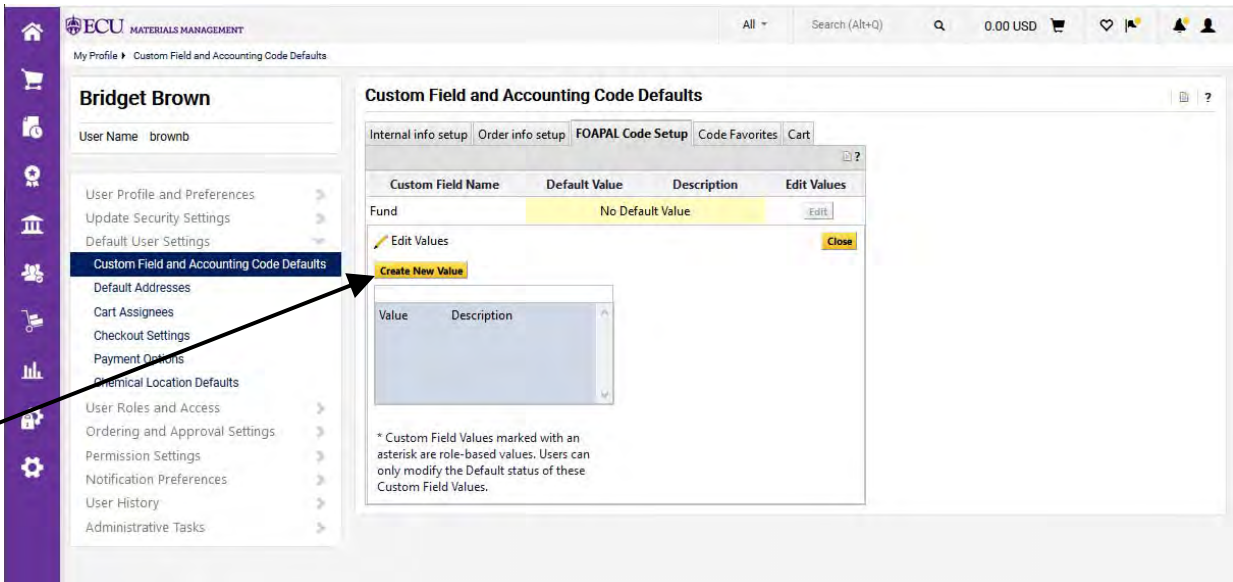 ECU MATERIALS MANAGEMENT
All
Search (Alt+Q)
0.00 USD
My Profile Custom Field and Accounting Code Defaults
Bridget Brown
User Name brownb
User Profile and Preferences
Update Security Settings
Default User Settings
Custom Field and Accounting Code Defaults
Default Addresses
Cart Assignees
Checkout Settings
Payment Options
Chemical Location Defaults
User Roles and Access
Ordering and Approval Settings
Permission Settings
Notification Preferences
User History
Administrative Tasks
Custom Field and Accounting Code Defaults
?
Internal info setup Order info setup FOAPAL Code Setup Code Favorites Cart
?
Custom Field Name Default Value Description Edit Values
Fund No Default Value Edit
Edit Values Close
Create New Value
Value Description
* Custom Field Values marked with an
asterisk are role-based values. Users can
only modify the Default status of these
Custom Field Values.